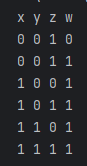 x y z w
0 0 1 0
0 0 1 1
1 0 0 1
1 0 1 1
1 1 0 1
1 1 1 1